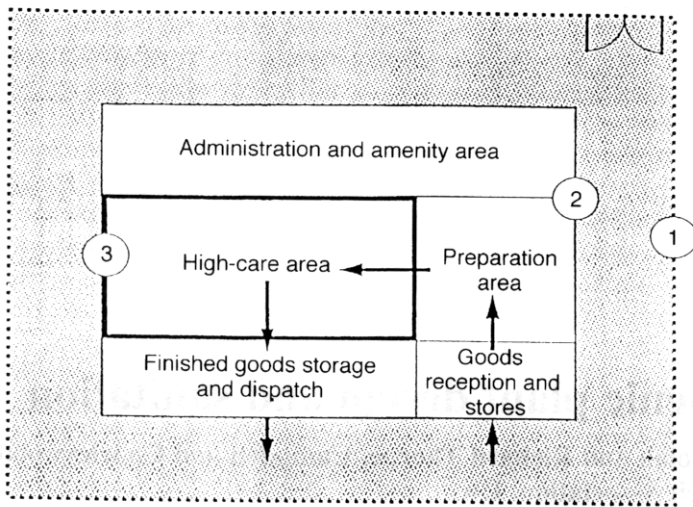 Administration and amenity area
2
1
3
High-care area
Preparation
area
Finished goods storage
and dispatch
Goods
reception and
stores